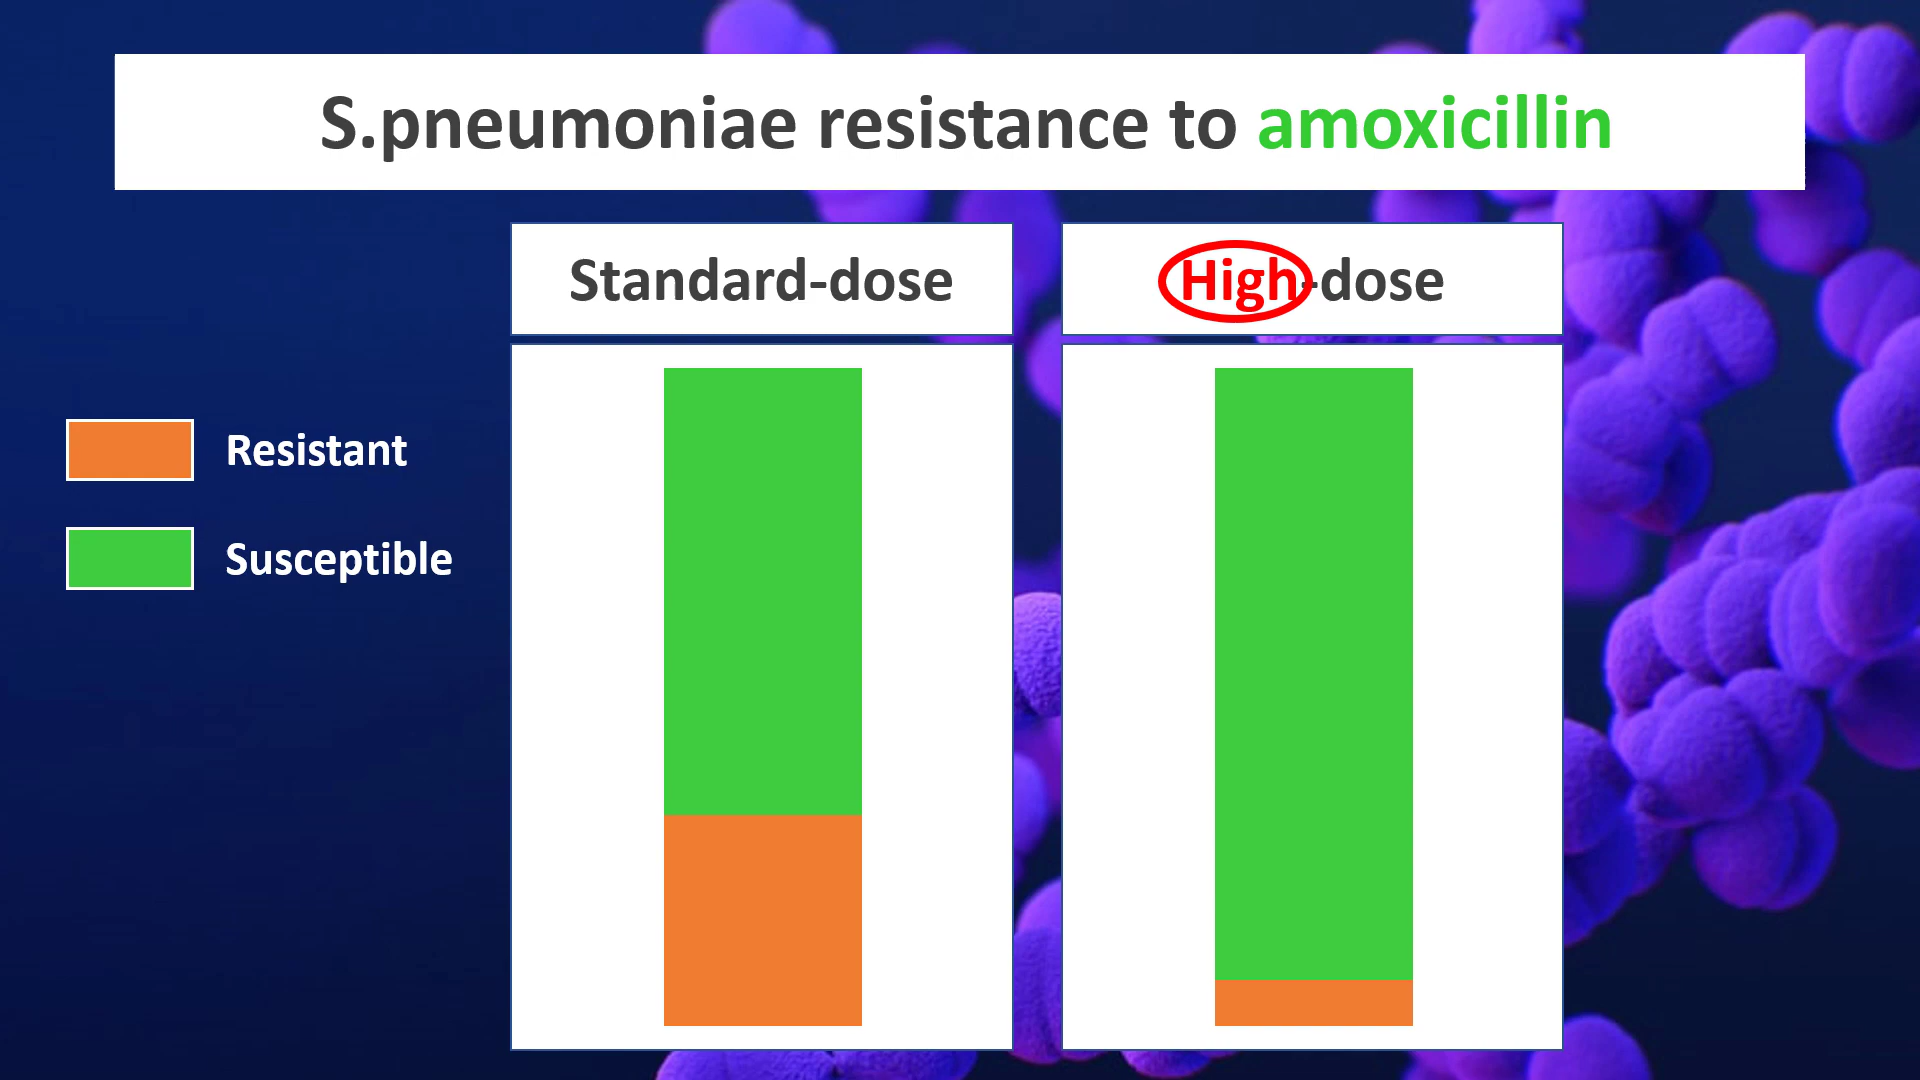 S.pneumoniae resistance to amoxicillin
Standard-dose
High-dose
Resistant
Susceptible